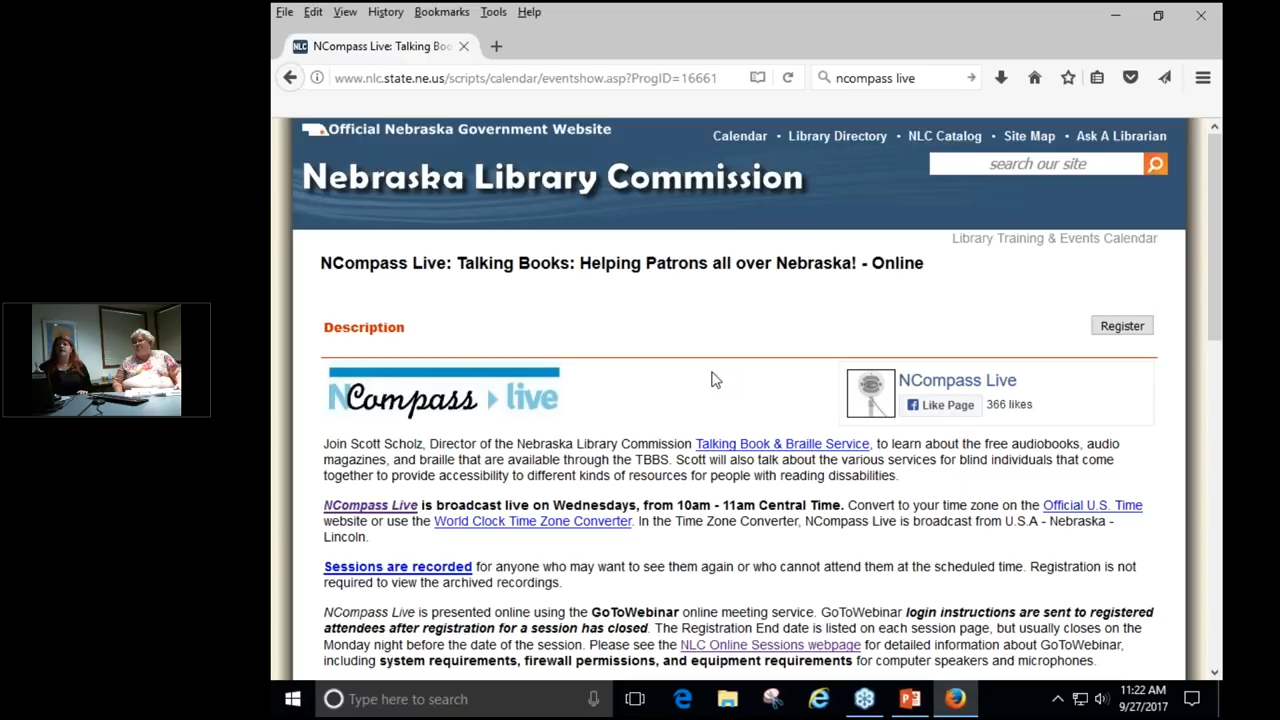 File Edit View History Bookmarks Tools Help
NLC NCompass Live: Talking Boo
www.nlc.state.ne.us/scripts/calendar/eventshow.asp?ProgID=16661
ncompass live
Official Nebraska Government Website
Calendar • Library Directory • NLC Catalog • Site Map • Ask A Librarian
Nebraska Library Commission
search our site
Library Training & Events Calendar
NCompass Live: Talking Books: Helping Patrons all over Nebraska! - Online
Description
Register
NCompass live
NCompass Live
Like Page 366 likes
Join Scott Scholz, Director of the Nebraska Library Commission Talking Book & Braille Service, to learn about the free audiobooks, audio
magazines, and braille that are available through the TBBS. Scott will also talk about the various services for blind individuals that come
together to provide accessibility to different kinds of resources for people with reading disabilities.
NCompass Live is broadcast live on Wednesdays, from 10am - 11am Central Time. Convert to your time zone on the Official U.S. Time
website or use the World Clock Time Zone Converter. In the Time Zone Converter, NCompass Live is broadcast from U.S.A - Nebraska -
Lincoln.
Sessions are recorded for anyone who may want to see them again or who cannot attend them at the scheduled time. Registration is not
required to view the archived recordings.
NCompass Live is presented online using the GoToWebinar online meeting service. GoToWebinar login instructions are sent to registered
attendees after registration for a session has closed. The Registration End date is listed on each session page, but usually closes on the
Monday night before the date of the session. Please see the NLC Online Sessions webpage for detailed information about GoToWebinar,
including system requirements, firewall permissions, and equipment requirements for computer speakers and microphones.
Type here to search
11:22 AM
9/27/2017